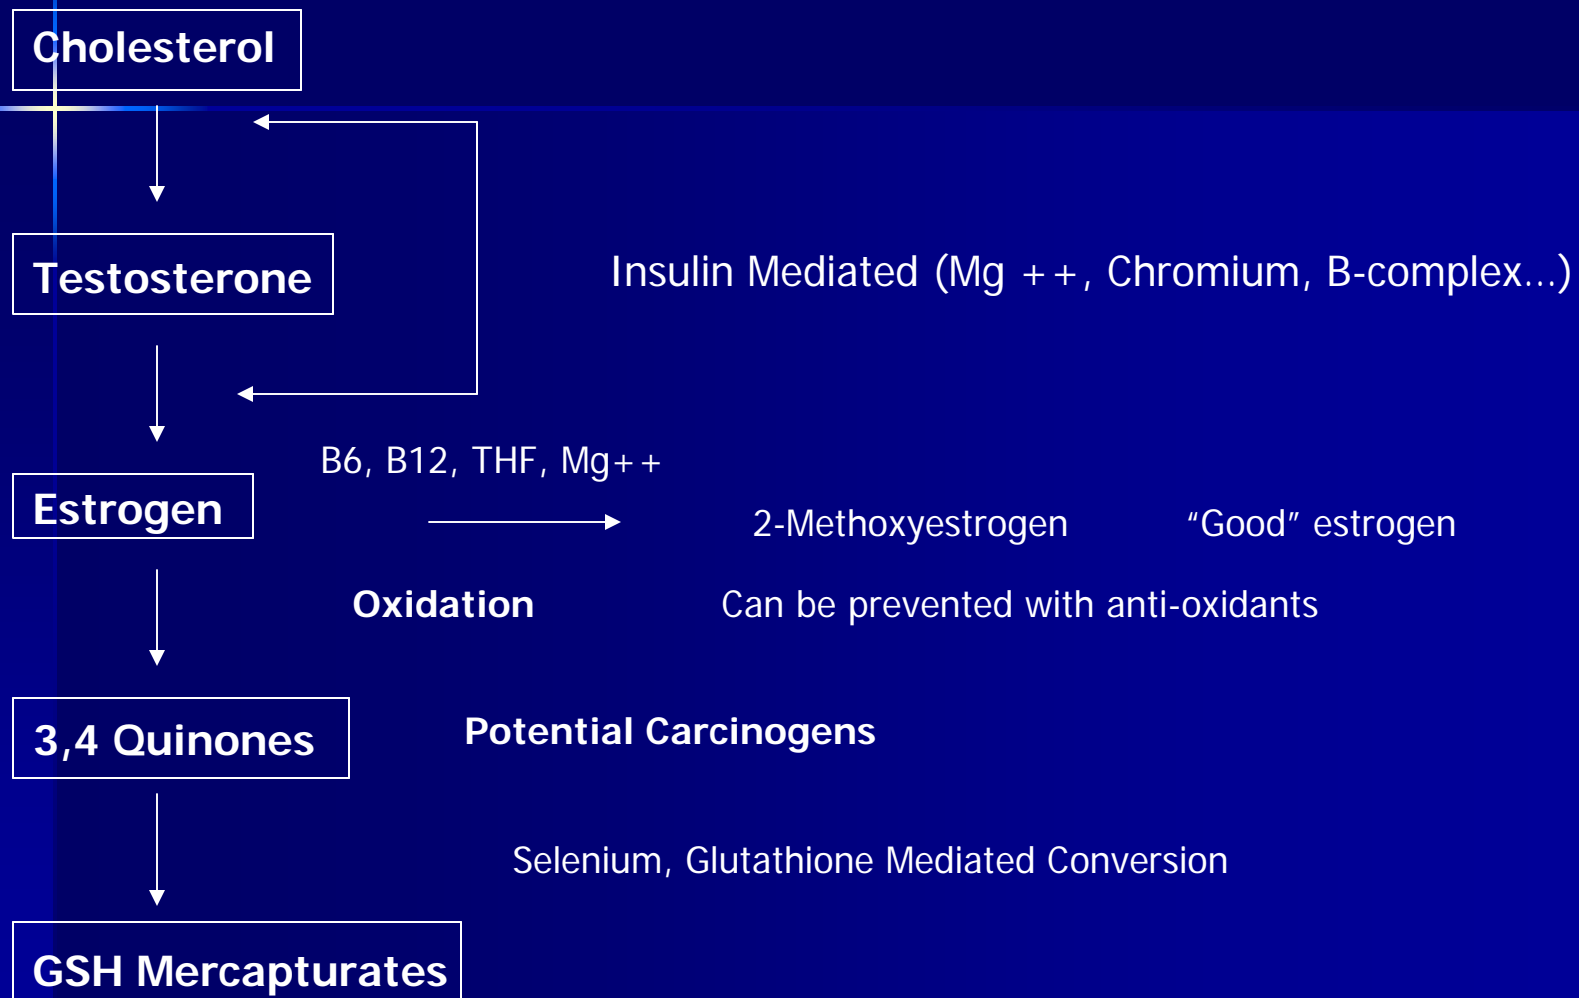 Cholesterol
Testosterone
Insulin Mediated (Mg ++, Chromium, B-complex…)
B6, B12, THF, Mg++
Estrogen
2-Methoxyestrogen
“Good” estrogen
Oxidation
Can be prevented with anti-oxidants
3,4 Quinones
Potential Carcinogens
Selenium, Glutathione Mediated Conversion
GSH Mercapturates